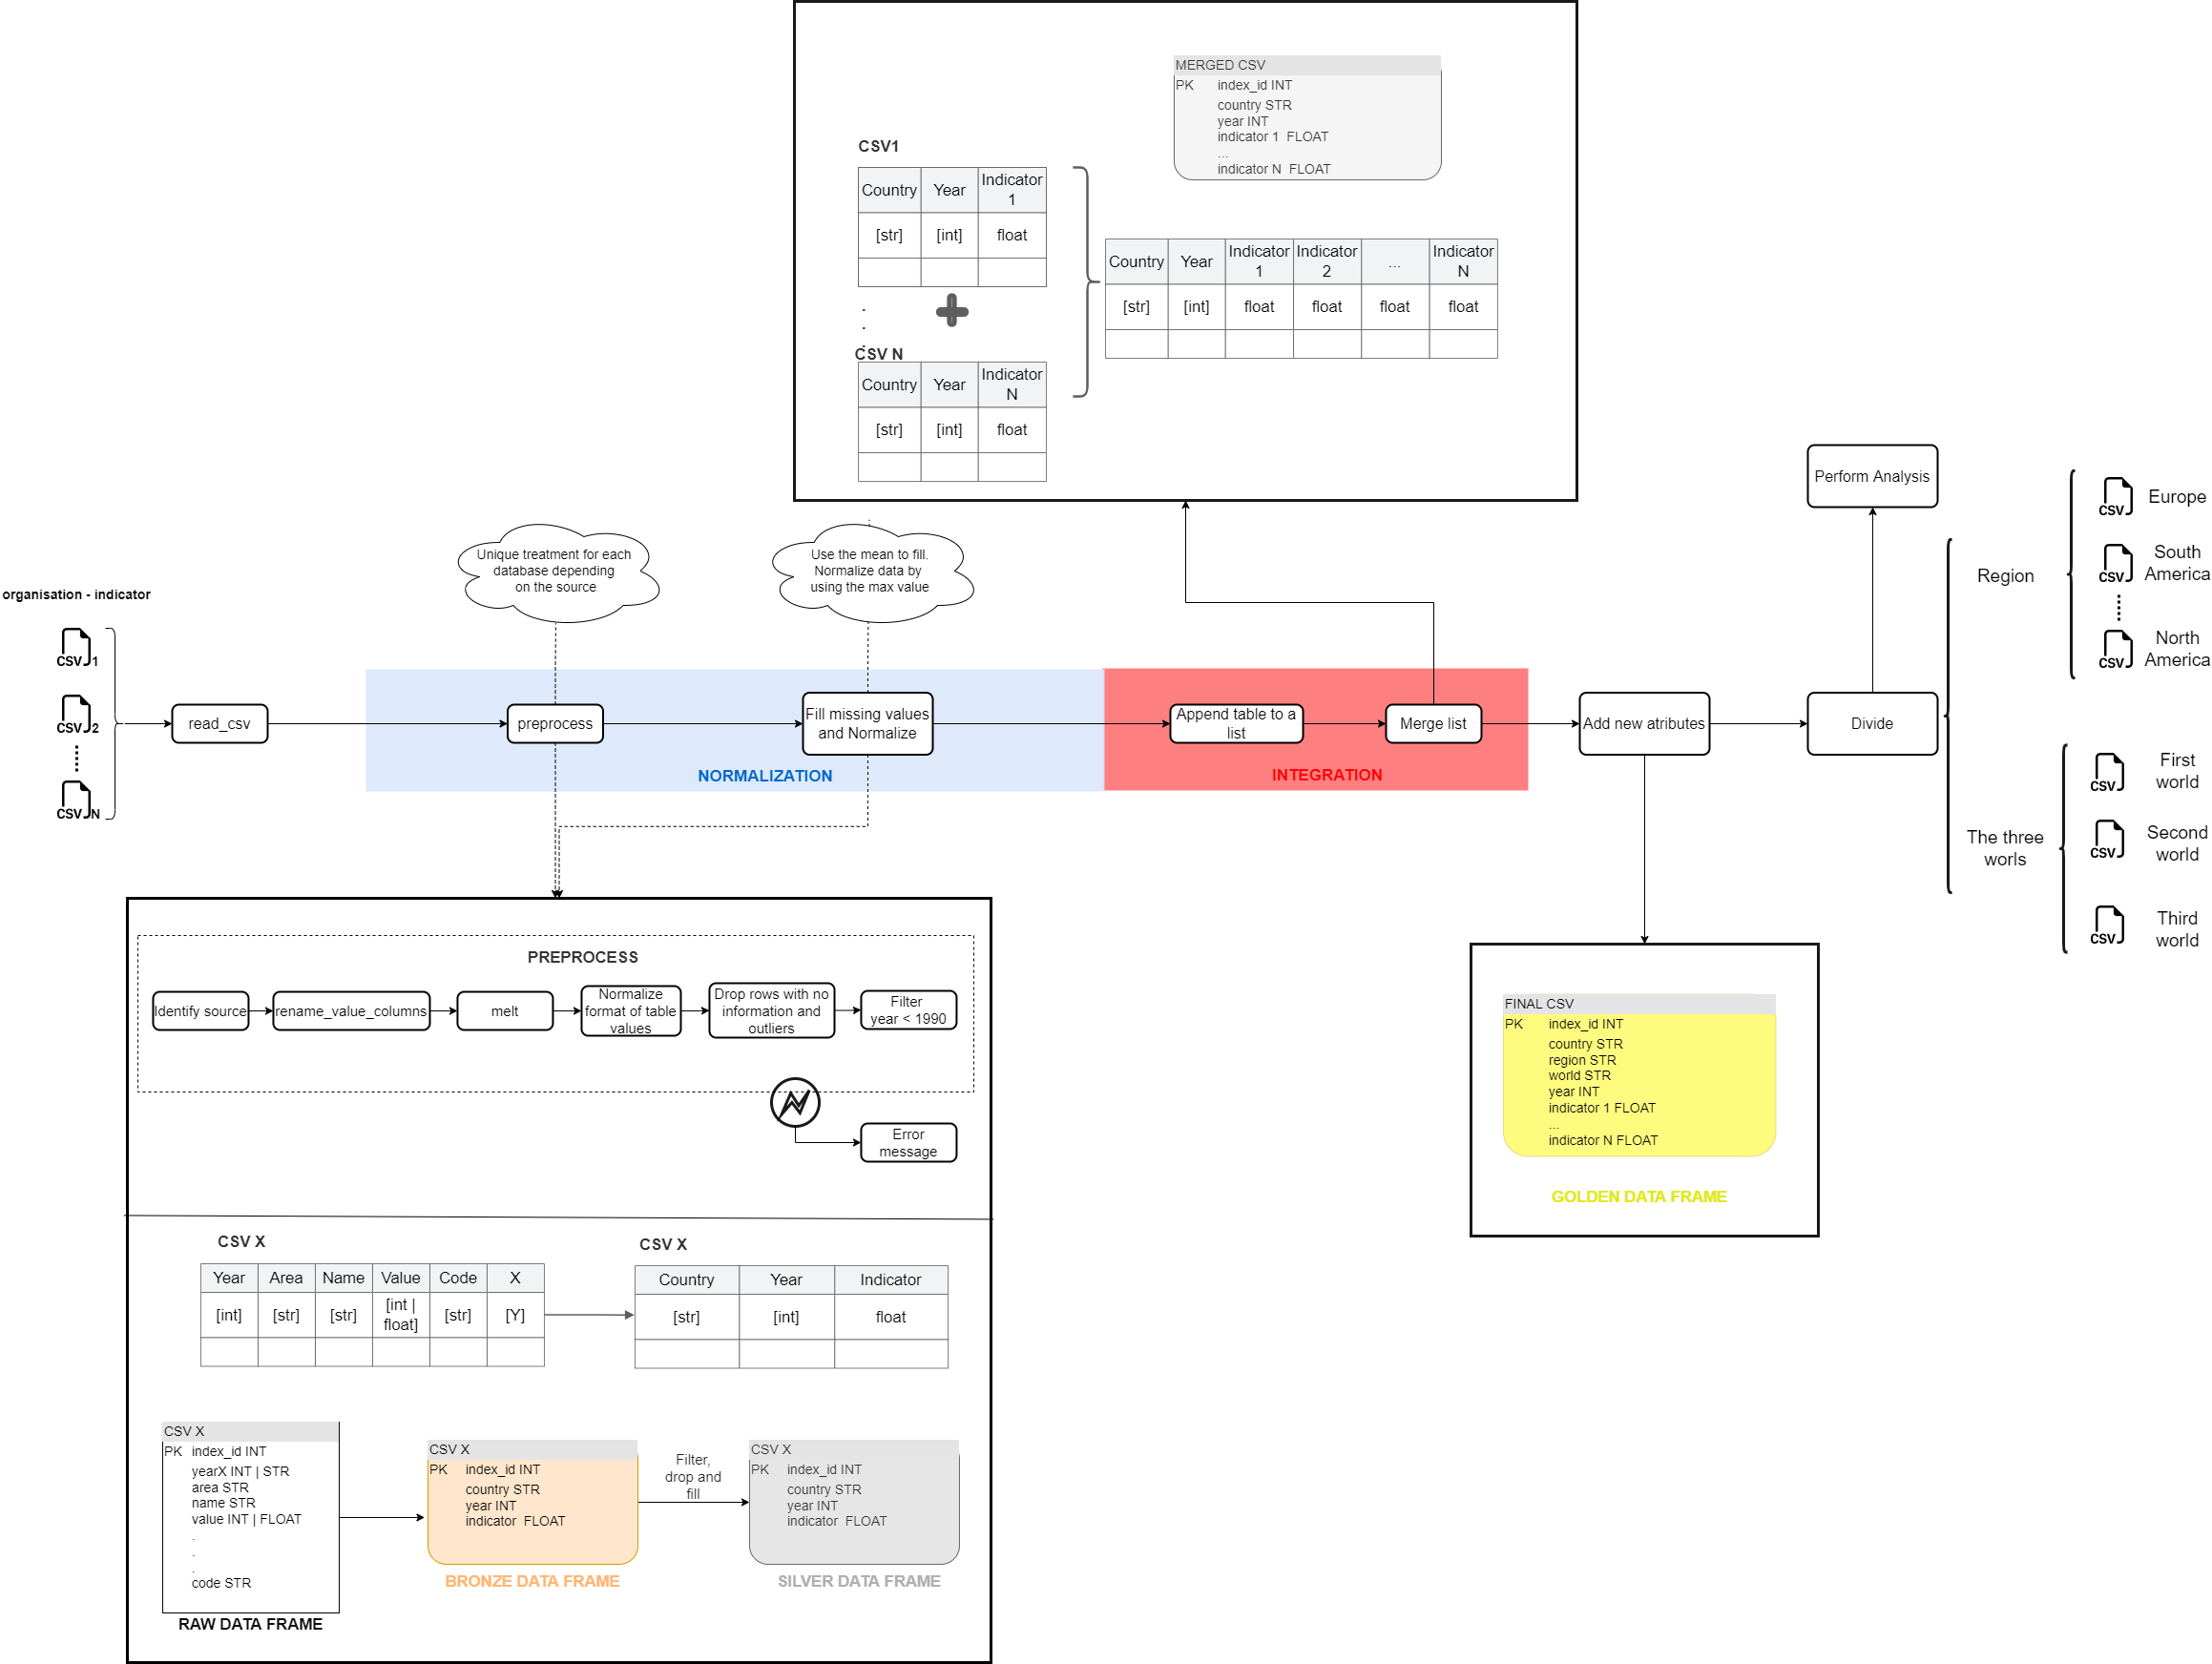 MERGED CSV
PK index_id INT
country STR
year INT
indicator 1 FLOAT
...
indicator N FLOAT
CSV1
Country Year Indicator
1
[str] [int] float
.
.
.
CSV N
Country Year Indicator
N
[str] [int] float
Country Year Indicator
1 Indicator
2 ... Indicator
N
[str] [int] float float float float
organisation - indicator
CSV 1
CSV 2
CSV N
read_csv
Unique treatment for each
database depending
on the source
Use the mean to fill.
Normalize data by
using the max value
preprocess
Fill missing values
and Normalize
NORMALIZATION
Append table to a
list
Merge list
INTEGRATION
Add new atributes
Divide
Perform Analysis
Region
CSV Europe
CSV South
America
CSV North
America
The three
worls
CSV First
world
CSV Second
world
CSV Third
world
PREPROCESS
Identify source
rename_value_columns
melt
Normalize
format of table
values
Drop rows with no
information and
outliers
Filter
year < 1990
Error
message
CSV X
Year Area Name Value Code X
[int] [str] [str] [int |
float] [str] [Y]
CSV X
Country Year Indicator
[str] [int] float
CSV X
PK index_id INT
yearX INT | STR
area STR
name STR
value INT | FLOAT
.
.
.
code STR
RAW DATA FRAME
CSV X
PK index_id INT
country STR
year INT
indicator FLOAT
BRONZE DATA FRAME
Filter,
drop and
fill
CSV X
PK index_id INT
country STR
year INT
indicator FLOAT
SILVER DATA FRAME
FINAL CSV
PK index_id INT
country STR
region STR
world STR
year INT
indicator 1 FLOAT
...
indicator N FLOAT
GOLDEN DATA FRAME